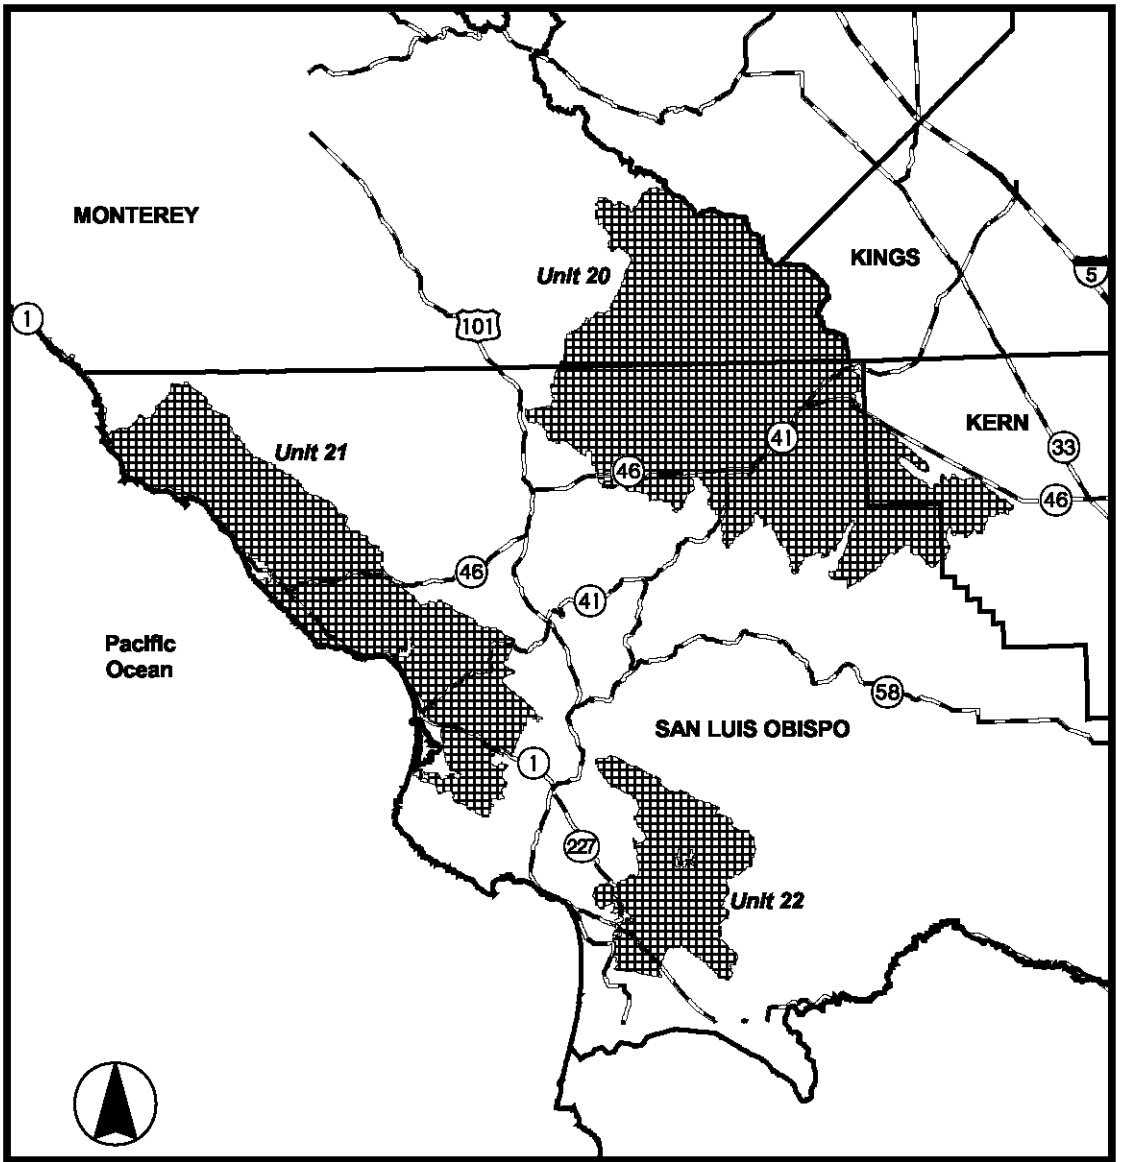 MONTEREY
KINGS
Unit 20
5
1
101
Unit 21
KERN
41
33
46
46
46
41
Pacific
Ocean
58
SAN LUIS OBISPO
1
227
Unit 22